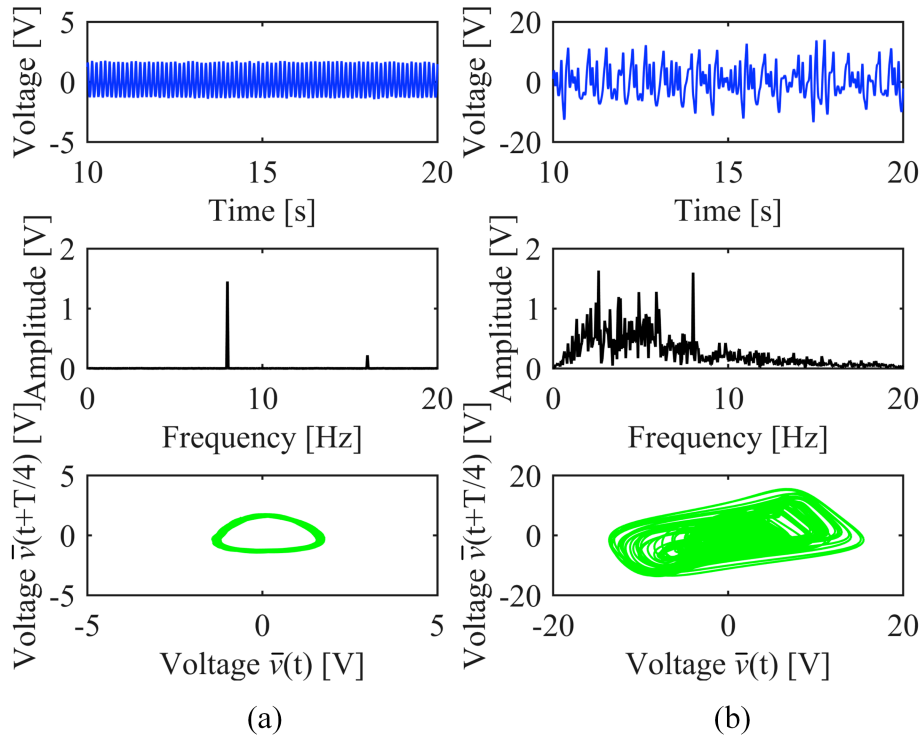 Voltage [V]
5
0
-5
10
15
20
Time [s]
Amplitude [V]
2
1
0
0
10
20
Frequency [Hz]
Voltage v̄(t+T/4) [V]
5
0
-5
-5
0
5
Voltage v̄(t) [V]
(a)
Voltage [V]
20
0
-20
10
15
20
Time [s]
Amplitude [V]
2
1
0
0
10
20
Frequency [Hz]
Voltage v̄(t+T/4) [V]
20
0
-20
-20
0
20
Voltage v̄(t) [V]
(b)